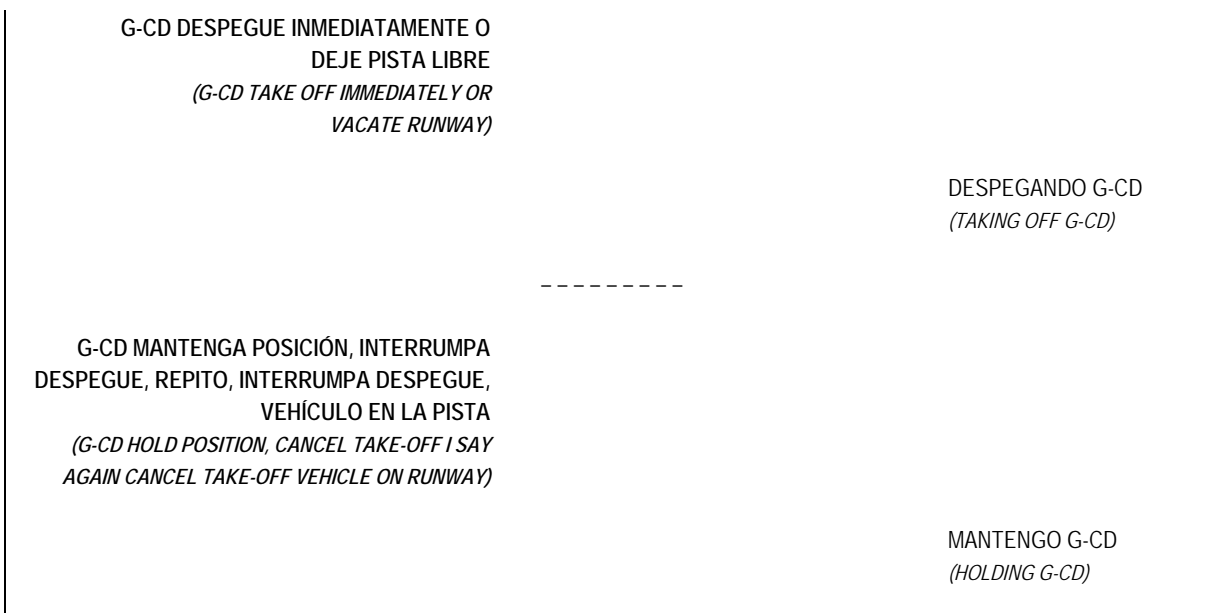 G-CD DESPEGUE INMEDIATAMENTE O
DEJE PISTA LIBRE
(G-CD TAKE OFF IMMEDIATELY OR
VACATE RUNWAY)
DESPEGANDO G-CD
(TAKING OFF G-CD)
_ _ _ _ _ _ _ _ _
G-CD MANTENGA POSICIÓN, INTERRUMPA
DESPEGUE, REPITO, INTERRUMPA DESPEGUE,
VEHÍCULO EN LA PISTA
(G-CD HOLD POSITION, CANCEL TAKE-OFF I SAY
AGAIN CANCEL TAKE-OFF VEHICLE ON RUNWAY)
MANTENGO G-CD
(HOLDING G-CD)